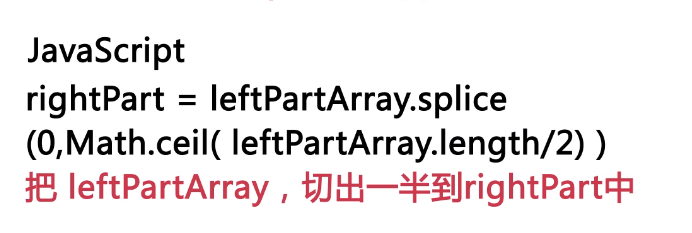 JavaScript
rightPart = leftPartArray.splice
(0,Math.ceil( leftPartArray.length/2) )
把 leftPartArray，切出一半到rightPart中